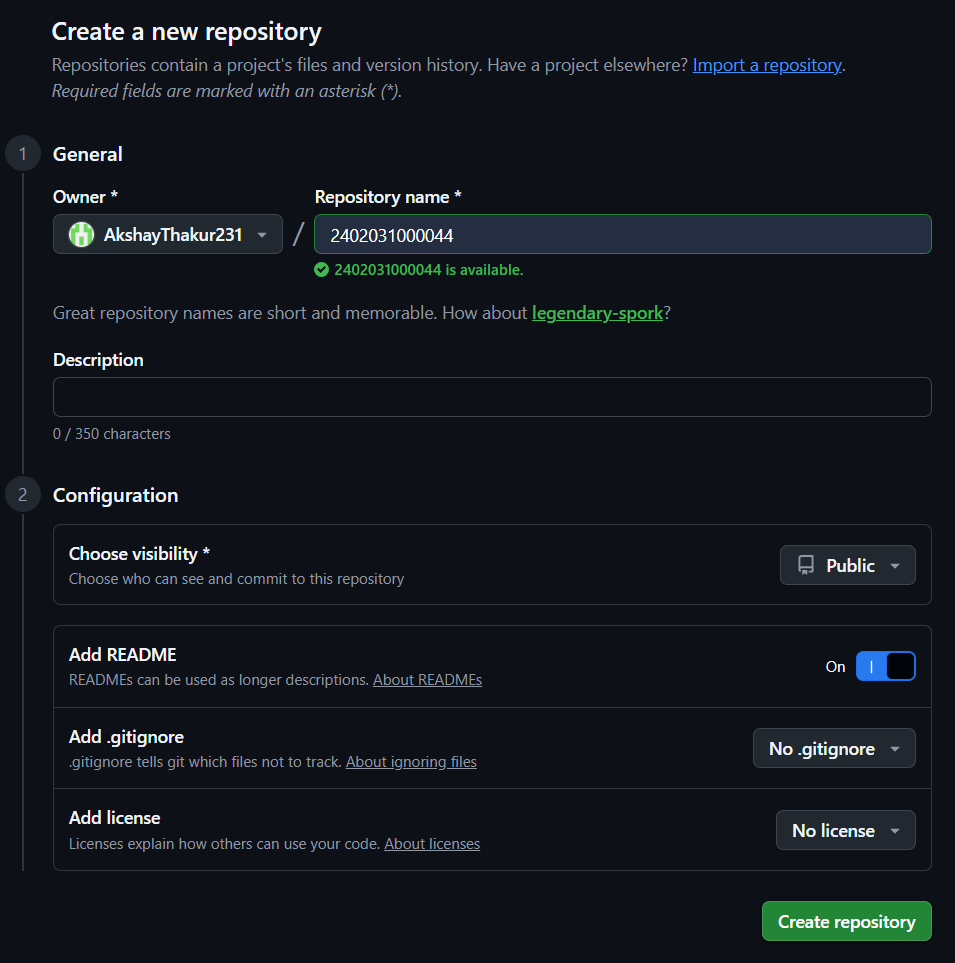 Create a new repository
Repositories contain a project's files and version history. Have a project elsewhere? Import a repository.
Required fields are marked with an asterisk (*).
1
General
Owner *
Repository name *
AkshayThakur231
/
2402031000044
2402031000044 is available.
Great repository names are short and memorable. How about legendary-spork?
Description
0 / 350 characters
2
Configuration
Choose visibility *
Choose who can see and commit to this repository
Public
Add README
READMEs can be used as longer descriptions. About READMEs
On
Add .gitignore
.gitignore tells git which files not to track. About ignoring files
No .gitignore
Add license
Licenses explain how others can use your code. About licenses
No license
Create repository